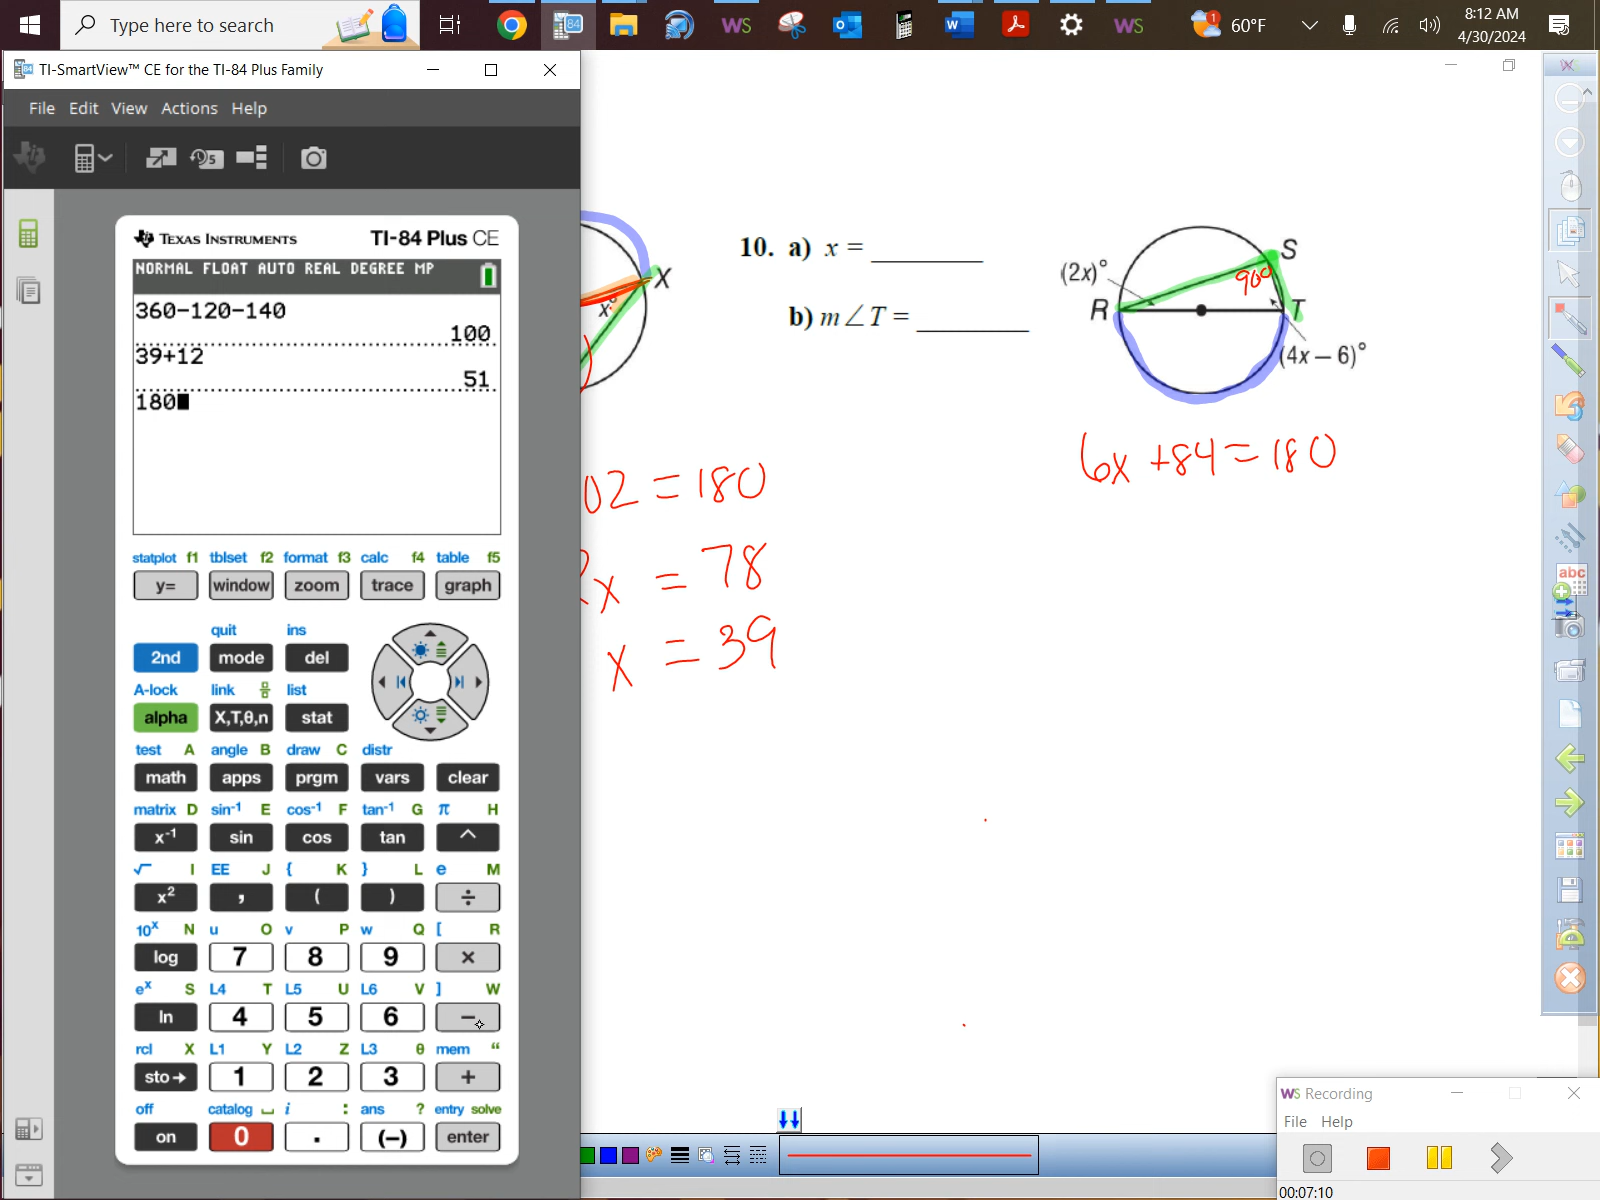 Type here to search
60°F
8:12 AM
4/30/2024
TI-SmartView™ CE for the TI-84 Plus Family
File Edit View Actions Help
TEXAS INSTRUMENTS TI-84 Plus CE
NORMAL FLOAT AUTO REAL DEGREE MP
360-120-140
100
39+12
51
180
statplot f1 tblset f2 format f3 calc f4 table f5
y= window zoom trace graph
quit ins
2nd mode del
A-lock link list
alpha X,T,θ,n stat
test A angle B draw C distr
math apps prgm vars clear
matrix D sin-1 E cos-1 F tan-1 G π H
x-1 sin cos tan ^
√ I EE J { K } L e M
x² , ( ) ÷
10x N u O v P w Q [ R
log 7 8 9 ×
ex S L4 T L5 U L6 V ] W
ln 4 5 6 −
rcl X L1 Y L2 Z L3 θ mem “
sto→ 1 2 3 +
off catalog i : ans ? entry solve
on 0 . (−) enter
X
x°
10. a) x = ________
b) m∠T = ________
(2x)°
S
90°
R
T
(4x – 6)°
6x + 84 = 180
02 = 180
2x = 78
x = 39
WS
abc
WS Recording
File Help
00:07:10